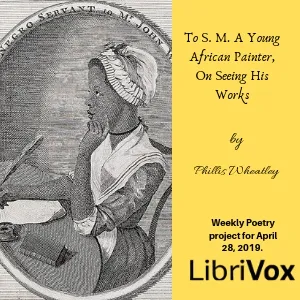 EGRO SERVANT to MR. JOHN
To S. M. A Young
African Painter,
On Seeing His
Works
by
Phillis Wheatley
Weekly Poetry
project for April
28, 2019.
LibriVox